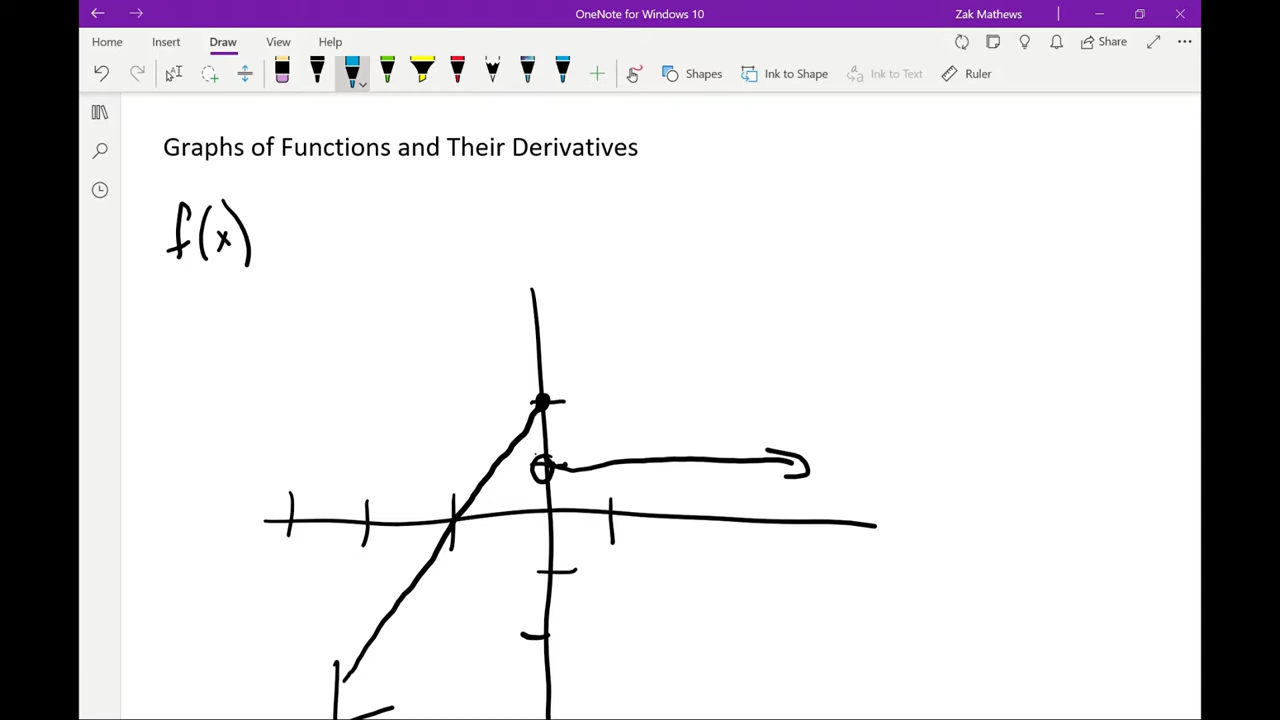 OneNote for Windows 10
Zak Mathews
Home Insert Draw View Help
Share
Shapes Ink to Shape Ink to Text Ruler
Graphs of Functions and Their Derivatives
f(x)